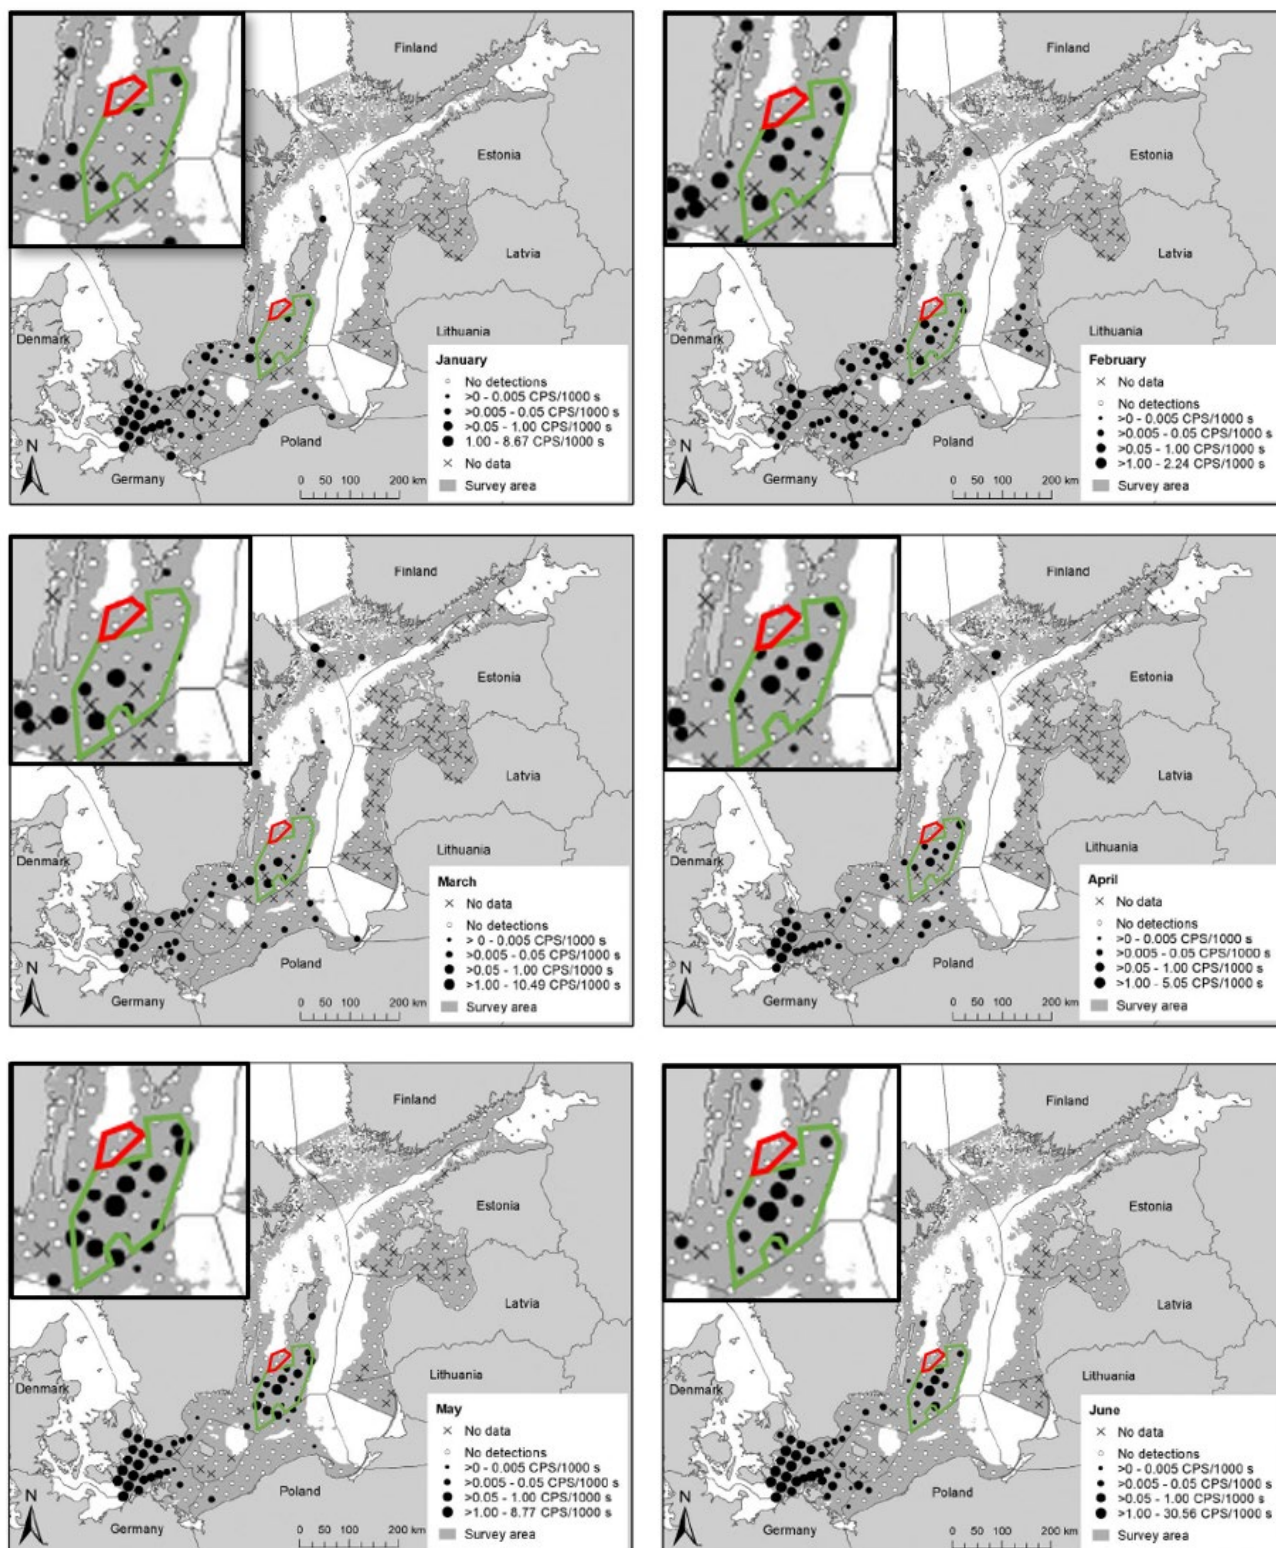 Finland
Estonia
Latvia
Lithuania
Denmark
Poland
Germany
N
January
No detections
>0 - 0.005 CPS/1000 s
>0.005 - 0.05 CPS/1000 s
>0.05 - 1.00 CPS/1000 s
1.00 - 8.67 CPS/1000 s
No data
Survey area
0 50 100 200 km
Finland
Estonia
Latvia
Lithuania
Denmark
Poland
Germany
N
February
No data
No detections
>0 - 0.005 CPS/1000 s
>0.005 - 0.05 CPS/1000 s
>0.05 - 1.00 CPS/1000 s
>1.00 - 2.24 CPS/1000 s
Survey area
0 50 100 200 km
Finland
Estonia
Latvia
Lithuania
Denmark
Poland
Germany
N
March
No data
No detections
> 0 - 0.005 CPS/1000 s
>0.005 - 0.05 CPS/1000 s
>0.05 - 1.00 CPS/1000 s
>1.00 - 10.49 CPS/1000 s
Survey area
0 50 100 200 km
Finland
Estonia
Latvia
Lithuania
Denmark
Poland
Germany
N
April
No data
No detections
>0 - 0.005 CPS/1000 s
>0.005 - 0.05 CPS/1000 s
>0.05 - 1.00 CPS/1000 s
>1.00 - 5.05 CPS/1000 s
Survey area
0 50 100 200 km
Finland
Estonia
Latvia
Lithuania
Denmark
Poland
Germany
N
May
No data
No detections
>0 - 0.005 CPS/1000 s
>0.005 - 0.05 CPS/1000 s
>0.05 - 1.00 CPS/1000 s
>1.00 - 8.77 CPS/1000 s
Survey area
0 50 100 200 km
Finland
Estonia
Latvia
Lithuania
Denmark
Poland
Germany
N
June
No data
No detections
>0 - 0.005 CPS/1000 s
>0.005 - 0.05 CPS/1000 s
>0.05 - 1.00 CPS/1000 s
>1.00 - 30.56 CPS/1000 s
Survey area
0 50 100 200 km